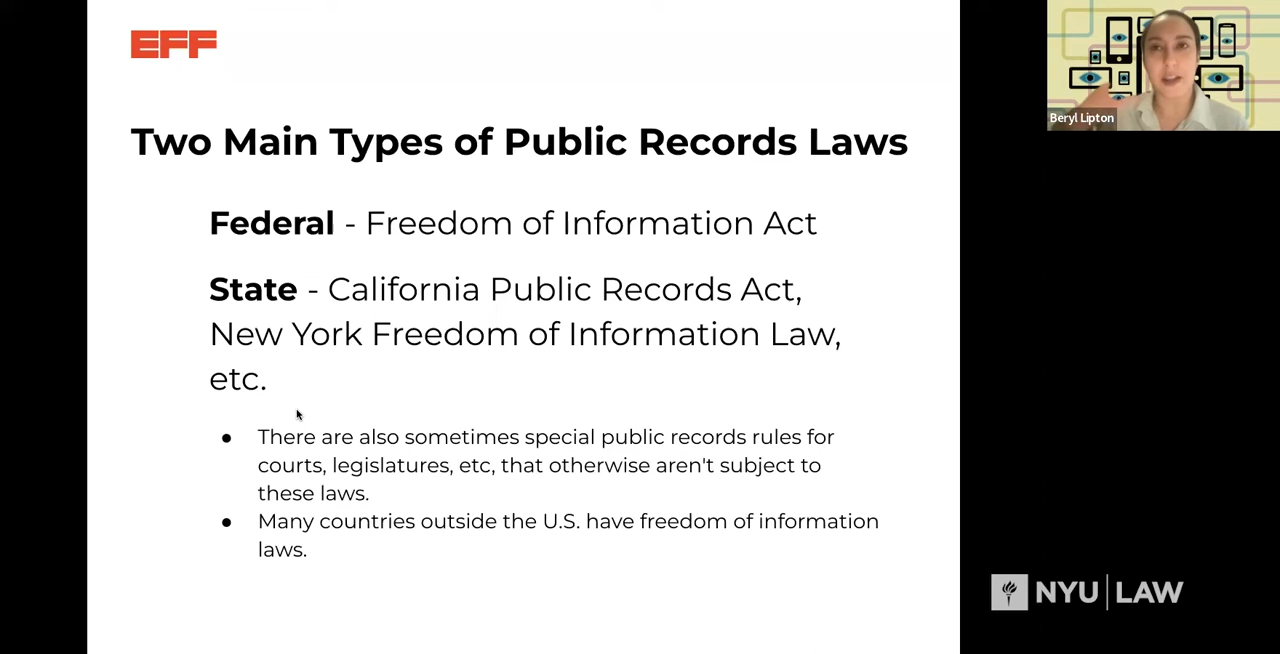 EFF
Two Main Types of Public Records Laws
Federal - Freedom of Information Act
State - California Public Records Act,
New York Freedom of Information Law,
etc.
● There are also sometimes special public records rules for
courts, legislatures, etc, that otherwise aren't subject to
these laws.
● Many countries outside the U.S. have freedom of information
laws.
Beryl Lipton
NYU | LAW